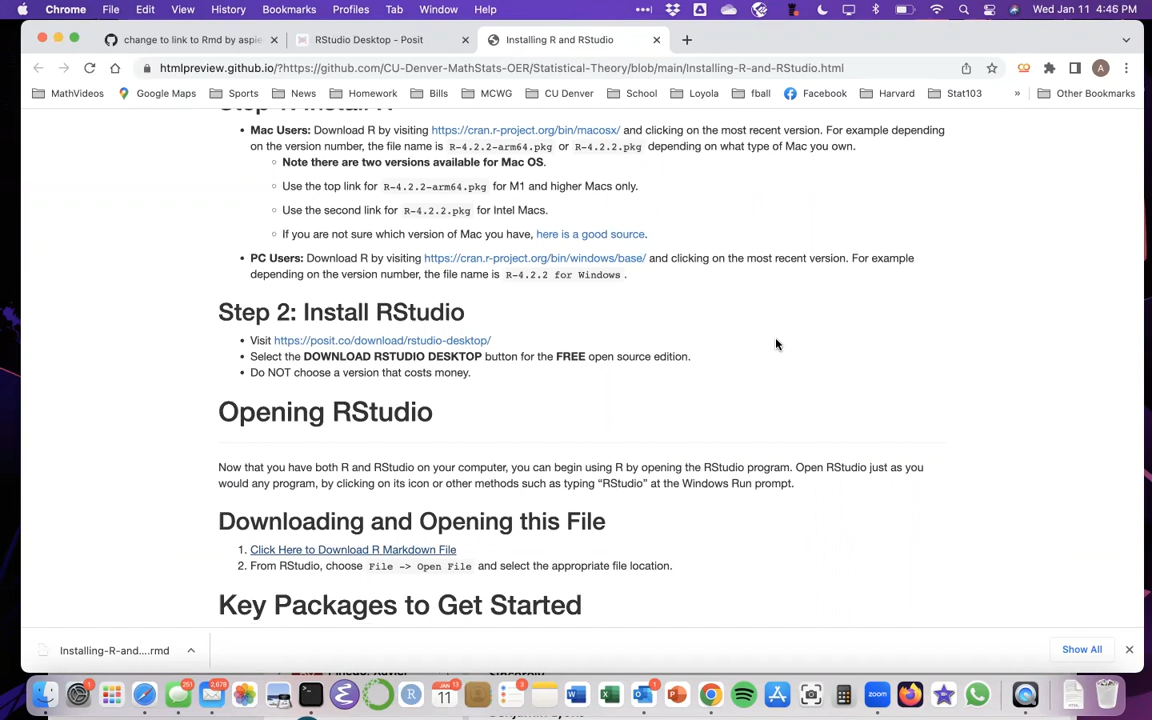 Chrome File Edit View History Bookmarks Profiles Tab Window Help Wed Jan 11 4:46 PM
change to link to Rmd by aspie RStudio Desktop - Posit Installing R and RStudio
htmlpreview.github.io/?https://github.com/CU-Denver-MathStats-OER/Statistical-Theory/blob/main/Installing-R-and-RStudio.html A
MathVideos Google Maps Sports News Homework Bills MCWG CU Denver School Loyola fball Facebook Harvard Stat103 » Other Bookmarks
Step 1: Install R
• Mac Users: Download R by visiting https://cran.r-project.org/bin/macosx/ and clicking on the most recent version. For example depending
on the version number, the file name is R-4.2.2-arm64.pkg or R-4.2.2.pkg depending on what type of Mac you own.
◦ Note there are two versions available for Mac OS.
◦ Use the top link for R-4.2.2-arm64.pkg for M1 and higher Macs only.
◦ Use the second link for R-4.2.2.pkg for Intel Macs.
◦ If you are not sure which version of Mac you have, here is a good source.
• PC Users: Download R by visiting https://cran.r-project.org/bin/windows/base/ and clicking on the most recent version. For example
depending on the version number, the file name is R-4.2.2 for Windows .
Step 2: Install RStudio
• Visit https://posit.co/download/rstudio-desktop/
• Select the DOWNLOAD RSTUDIO DESKTOP button for the FREE open source edition.
• Do NOT choose a version that costs money.
Opening RStudio
Now that you have both R and RStudio on your computer, you can begin using R by opening the RStudio program. Open RStudio just as you
would any program, by clicking on its icon or other methods such as typing “RStudio” at the Windows Run prompt.
Downloading and Opening this File
1. Click Here to Download R Markdown File
2. From RStudio, choose File -> Open File and select the appropriate file location.
Key Packages to Get Started
Installing-R-and....rmd Show All